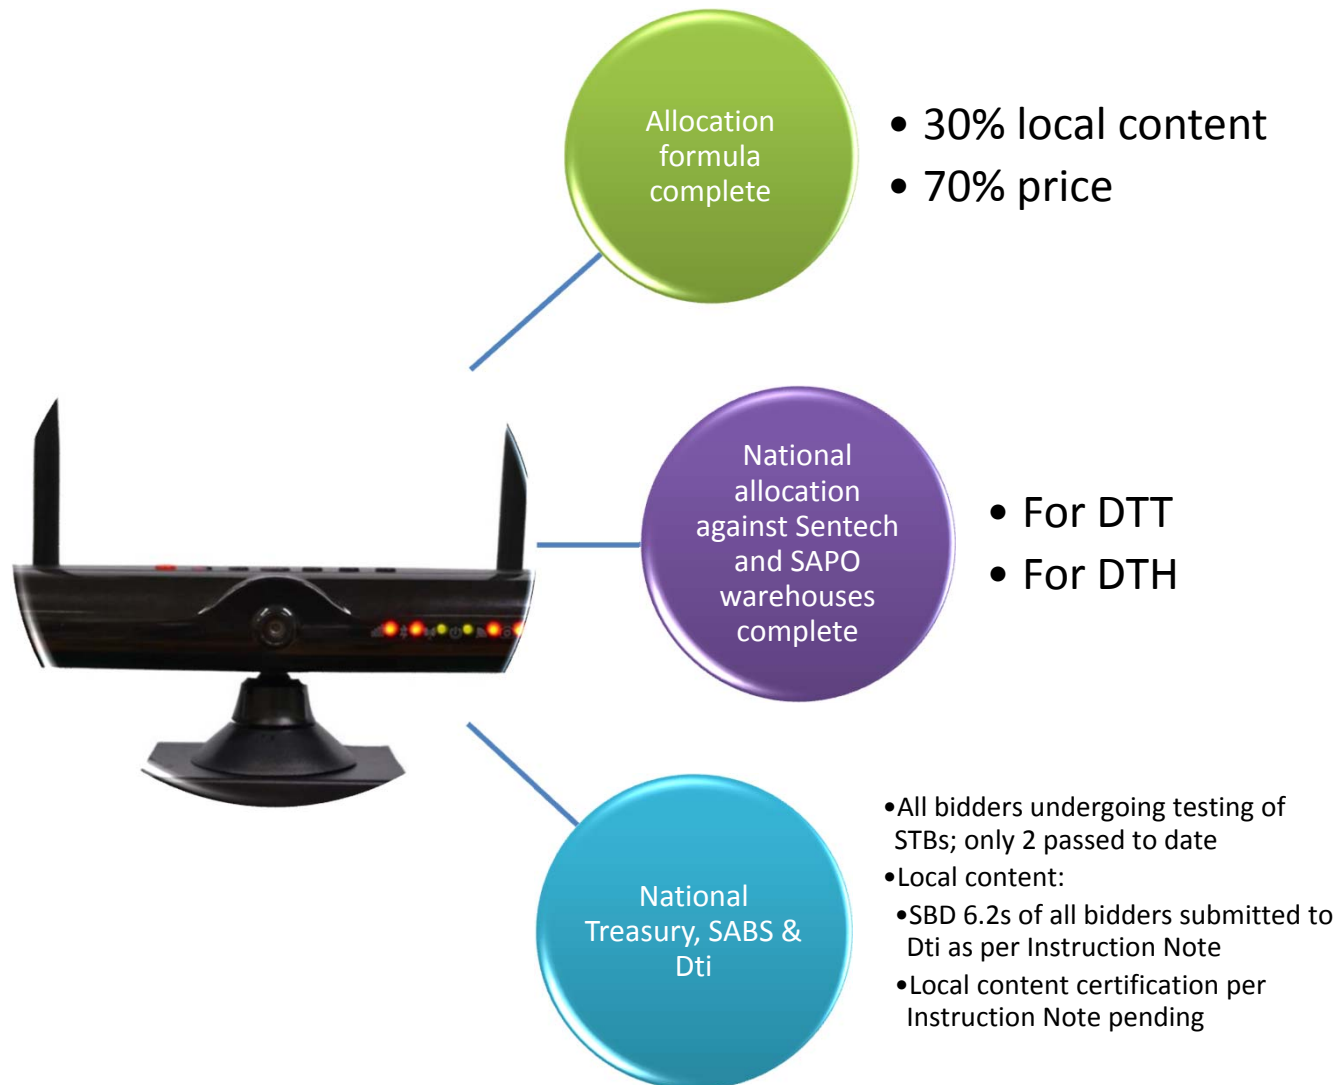 Allocation
formula
complete
• 30% local content
• 70% price
National
allocation
against Sentech
and SAPO
warehouses
complete
• For DTT
• For DTH
National
Treasury, SABS &
Dti
•All bidders undergoing testing of
STBs; only 2 passed to date
•Local content:
•SBD 6.2s of all bidders submitted to
Dti as per Instruction Note
•Local content certification per
Instruction Note pending